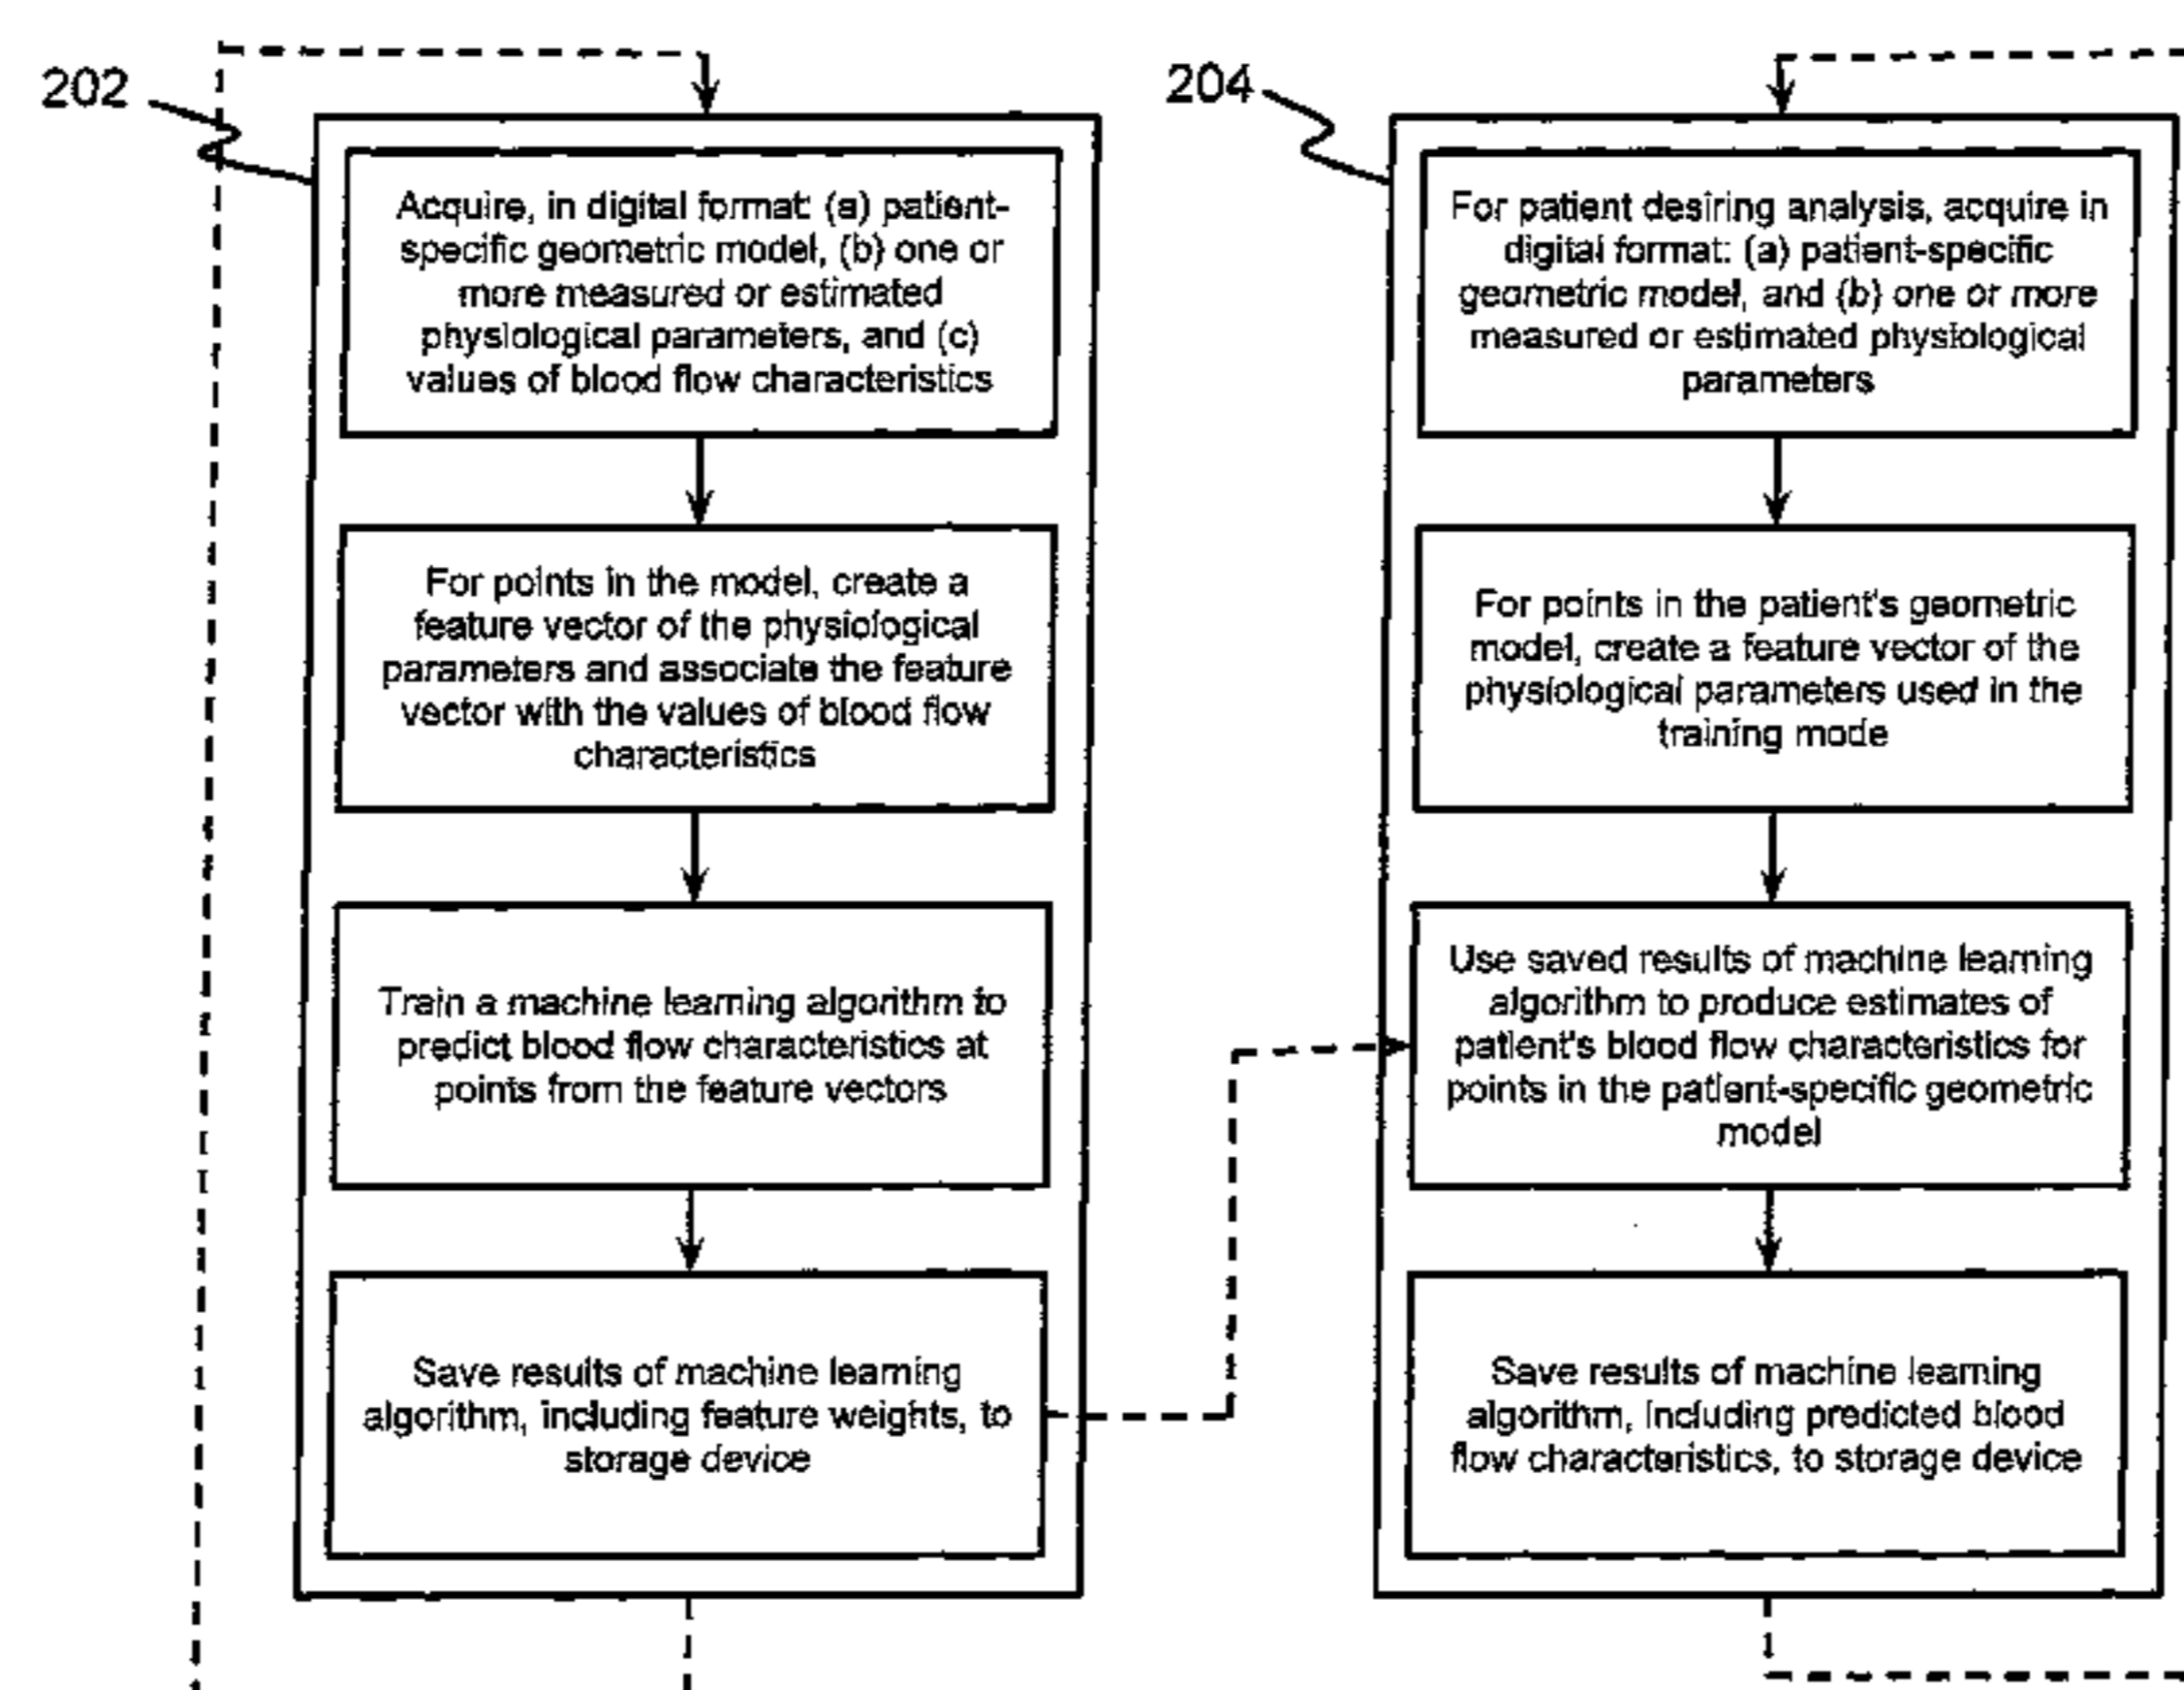 202
Acquire, in digital format: (a) patient-
specific geometric model, (b) one or
more measured or estimated
physiological parameters, and (c)
values of blood flow characteristics
For points in the model, create a
feature vector of the physiological
parameters and associate the feature
vector with the values of blood flow
characteristics
Train a machine learning algorithm to
predict blood flow characteristics at
points from the feature vectors
Save results of machine learning
algorithm, including feature weights, to
storage device
204
For patient desiring analysis, acquire in
digital format: (a) patient-specific
geometric model, and (b) one or more
measured or estimated physiological
parameters
For points in the patient's geometric
model, create a feature vector of the
physiological parameters used in the
training mode
Use saved results of machine learning
algorithm to produce estimates of
patient's blood flow characteristics for
points in the patient-specific geometric
model
Save results of machine learning
algorithm, including predicted blood
flow characteristics, to storage device